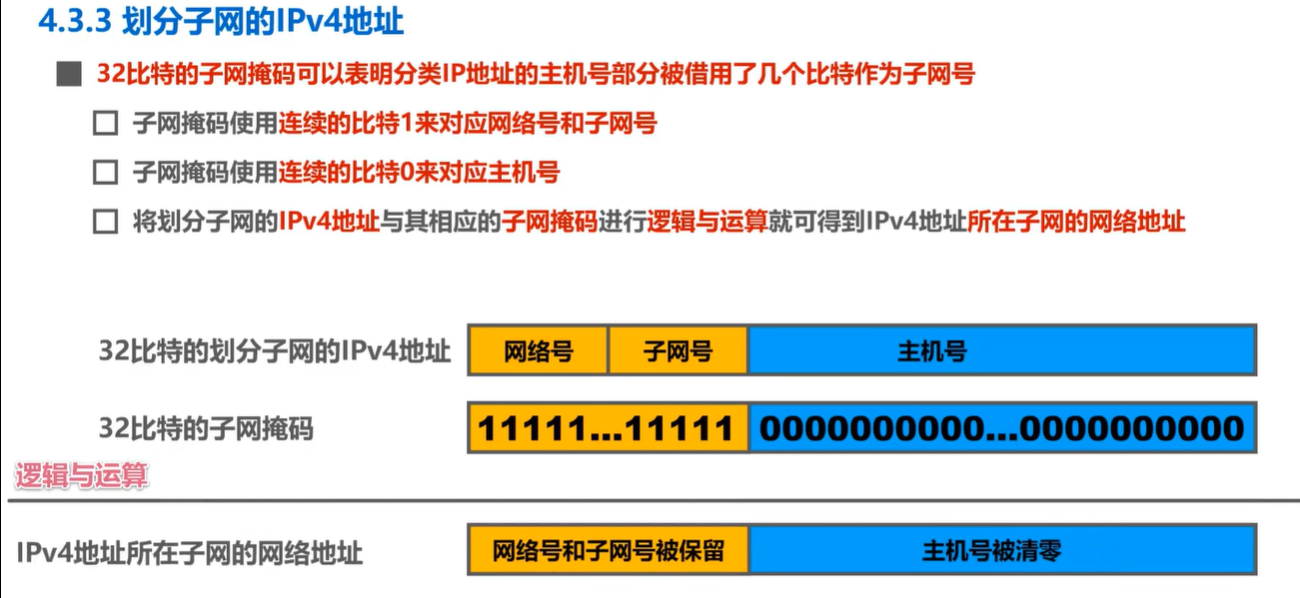 4.3.3 划分子网的IPv4地址
32比特的子网掩码可以表明分类IP地址的主机号部分被借用了几个比特作为子网号
子网掩码使用连续的比特1来对应网络号和子网号
子网掩码使用连续的比特0来对应主机号
将划分子网的IPv4地址与其相应的子网掩码进行逻辑与运算就可得到IPv4地址所在子网的网络地址
32比特的划分子网的IPv4地址 网络号 子网号 主机号
32比特的子网掩码 11111...11111 0000000000...0000000000
逻辑与运算
IPv4地址所在子网的网络地址 网络号和子网号被保留 主机号被清零